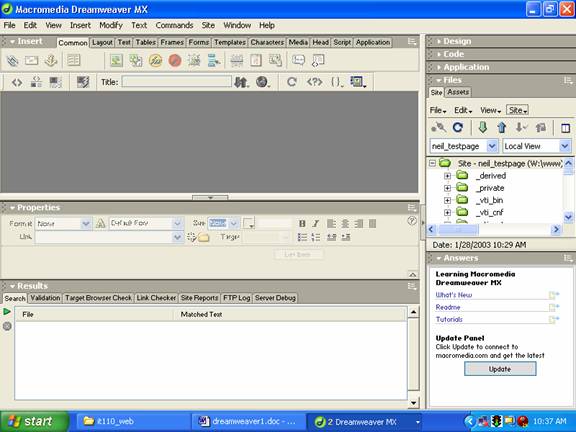 Macromedia Dreamweaver MX
File Edit View Insert Modify Text Commands Site Window Help
Insert Common Layout Text Tables Frames Forms Templates Characters Media Head Script Application
Title:
Properties
Format None Default Font Size None
Link Target
List Item...
Results
Search Validation Target Browser Check Link Checker Site Reports FTP Log Server Debug
File Matched Text
Design
Code
Application
Files
Site Assets
File Edit View Site
neil_testpage Local View
Site - neil_testpage (W:\www)
_derived
_private
_vti_bin
_vti_cnf
Date: 1/28/2003 10:29 AM
Answers
Learning Macromedia
Dreamweaver MX
What's New
Readme
Tutorials
Update Panel
Click Update to connect to
macromedia.com and get the latest
Update
start it110_web dreamweaver1.doc - ... 2 Dreamweaver MX 10:37 AM